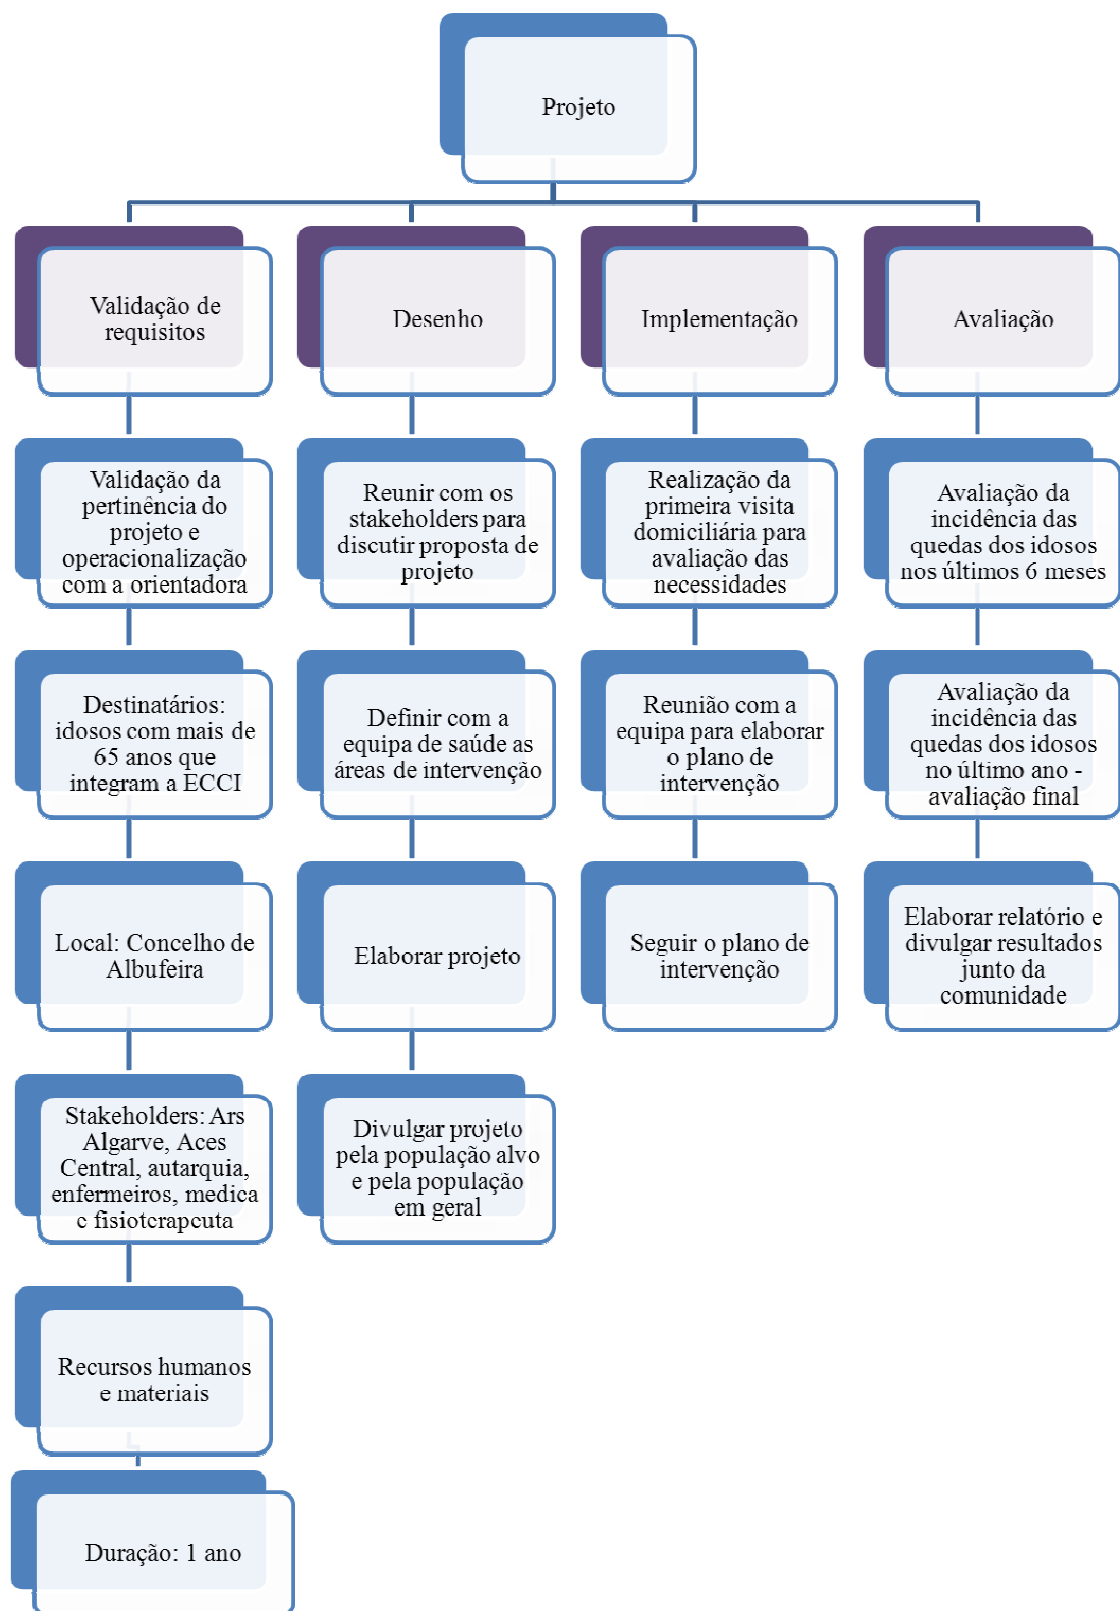 Projeto
Validação de
requisitos
Validação da
pertinência do
projeto e
operacionalização
com a orientadora
Destinatários:
idosos com mais de
65 anos que
integram a ECCI
Local: Concelho de
Albufeira
Stakeholders: Ars
Algarve, Aces
Central, autarquia,
enfermeiros, medica
e fisioterapeuta
Recursos humanos
e materiais
Duração: 1 ano
Desenho
Reunir com os
stakeholders para
discutir proposta de
projeto
Definir com a
equipa de saúde as
áreas de intervenção
Elaborar projeto
Divulgar projeto
pela população alvo
e pela população
em geral
Implementação
Realização da
primeira visita
domiciliária para
avaliação das
necessidades
Reunião com a
equipa para elaborar
o plano de
intervenção
Seguir o plano de
intervenção
Avaliação
Avaliação da
incidência das
quedas dos idosos
nos últimos 6 meses
Avaliação da
incidência das
quedas dos idosos
no último ano -
avaliação final
Elaborar relatório e
divulgar resultados
junto da
comunidade